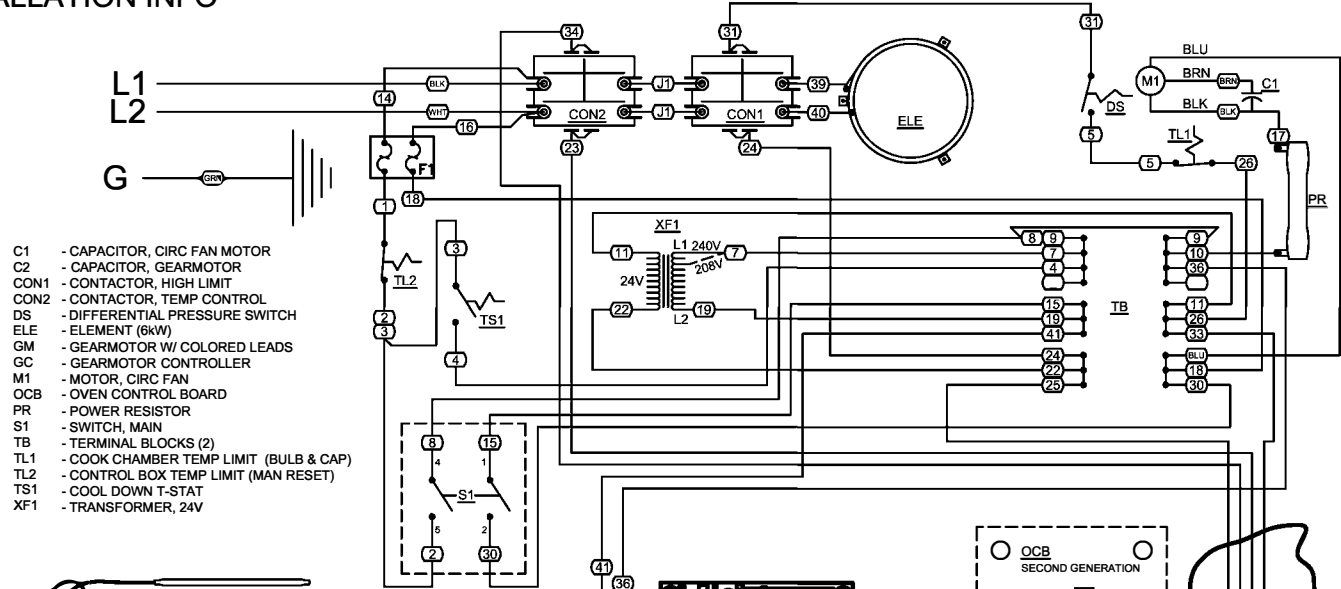 ALLATION INFO
34
31
31
L1
BLK
J1
39
L2
WHT
J1
40
14
16
CON2
CON1
23
24
ELE
BLU
BRN
BRN
M1
C1
BLK
BLK
DS
5
TL1
17
5
26
PR
F1
18
1
G
GRN
TL2
2
3
3
TS1
4
XF1
11
L1 240V
7
208V
24V
22
19
L2
8
9
7
4
15
19
41
24
22
25
TB
9
10
36
11
26
33
BLU
18
30
C1 - CAPACITOR, CIRC FAN MOTOR
C2 - CAPACITOR, GEARMOTOR
CON1 - CONTACTOR, HIGH LIMIT
CON2 - CONTACTOR, TEMP CONTROL
DS - DIFFERENTIAL PRESSURE SWITCH
ELE - ELEMENT (6kW)
GM - GEARMOTOR W/ COLORED LEADS
GC - GEARMOTOR CONTROLLER
M1 - MOTOR, CIRC FAN
OCB - OVEN CONTROL BOARD
PR - POWER RESISTOR
S1 - SWITCH, MAIN
TB - TERMINAL BLOCKS (2)
TL1 - COOK CHAMBER TEMP LIMIT (BULB & CAP)
TL2 - CONTROL BOX TEMP LIMIT (MAN RESET)
TS1 - COOL DOWN T-STAT
XF1 - TRANSFORMER, 24V
8
15
4
1
S1
5
2
2
30
41
36
OCB
SECOND GENERATION